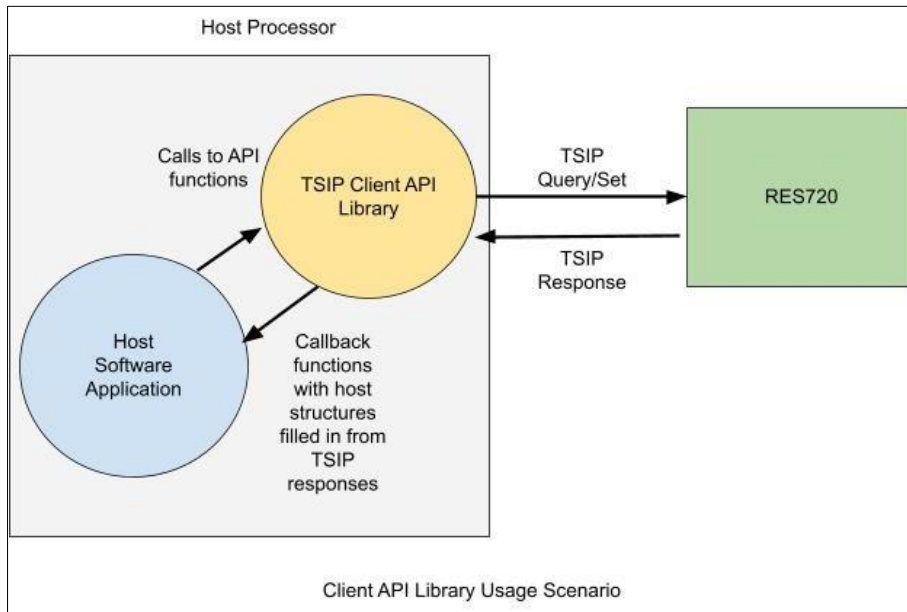 Host Processor
Calls to API
functions
TSIP Client API
Library
TSIP
Query/Set
RES720
TSIP
Response
Host
Software
Application
Callback
functions
with host
structures
filled in from
TSIP
responses
Client API Library Usage Scenario